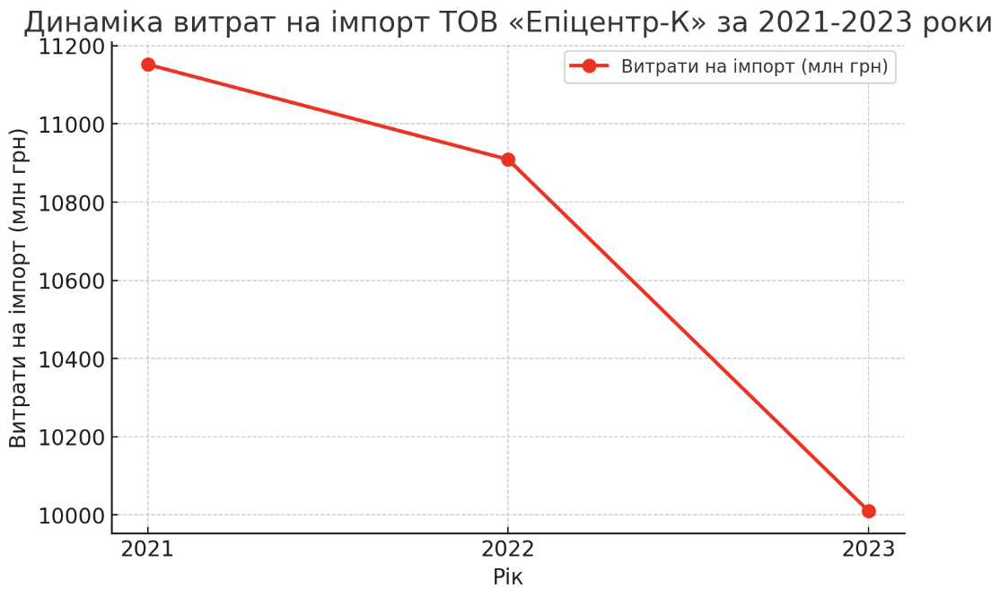 Динаміка витрат на імпорт ТОВ «Епіцентр-К» за 2021-2023 роки
Витрати на імпорт (млн грн)
Витрати на імпорт (млн грн)
11200
11000
10800
10600
10400
10200
10000
2021 2022 2023
Рік